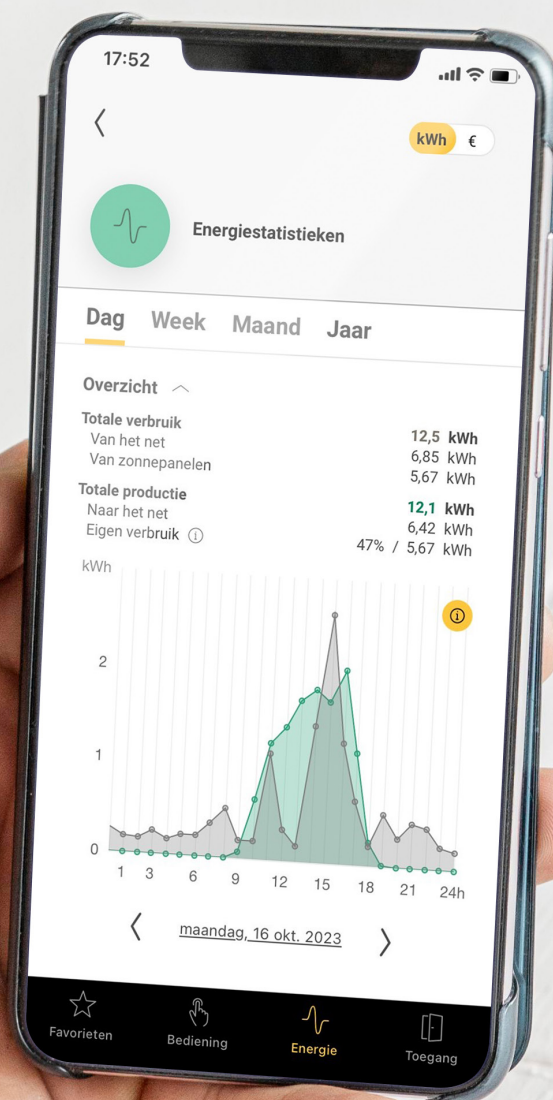 17:52
kWh €
Energiestatistieken
Dag Week Maand Jaar
Overzicht
Totale verbruik 12,5 kWh
Van het net 6,85 kWh
Van zonnepanelen 5,67 kWh
Totale productie 12,1 kWh
Naar het net 6,42 kWh
Eigen verbruik i 47% / 5,67 kWh
kWh
i
2
1
0
1 3 6 9 12 15 18 21 24h
maandag, 16 okt. 2023
Favorieten Bediening Energie Toegang